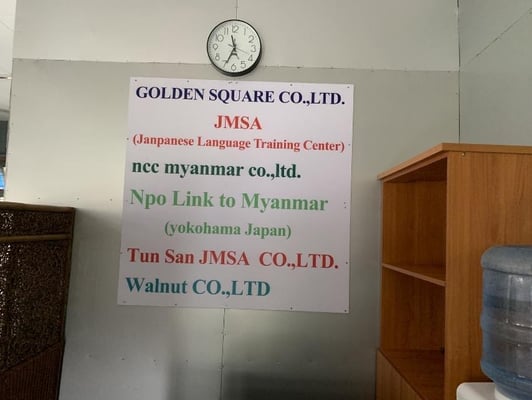 GOLDEN SQUARE CO.,LTD.
JMSA
(Janpanese Language Training Center)
ncc myanmar co.,ltd.
Npo Link to Myanmar
(yokohama Japan)
Tun San JMSA CO.,LTD.
Walnut CO.,LTD